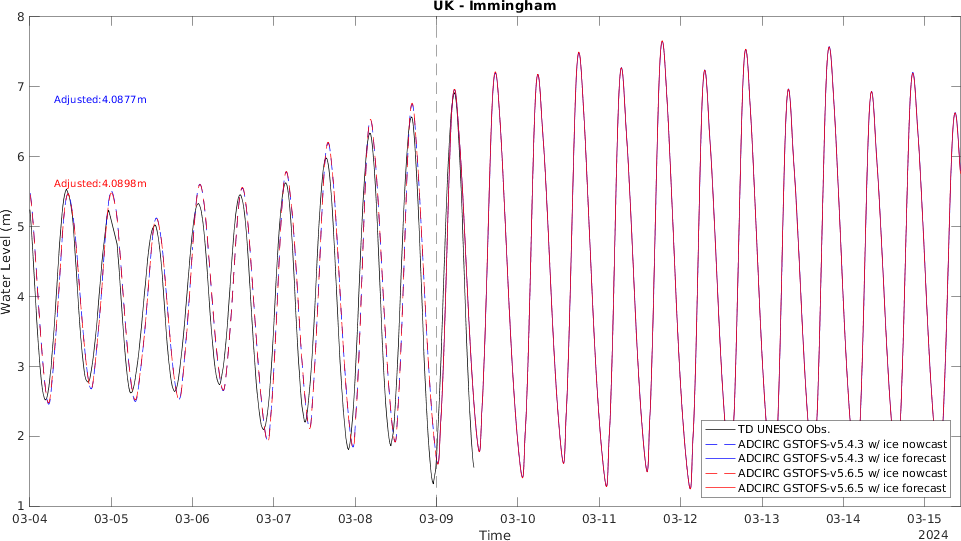 UK - Immingham
8
7
6
5
4
3
2
1
Water Level (m)
Adjusted:4.0877m
Adjusted:4.0898m
TD UNESCO Obs.
ADCIRC GSTOFS-v5.4.3 w/ ice nowcast
ADCIRC GSTOFS-v5.4.3 w/ ice forecast
ADCIRC GSTOFS-v5.6.5 w/ ice nowcast
ADCIRC GSTOFS-v5.6.5 w/ ice forecast
03-04 03-05 03-06 03-07 03-08 03-09 03-10 03-11 03-12 03-13 03-14 03-15
Time
2024